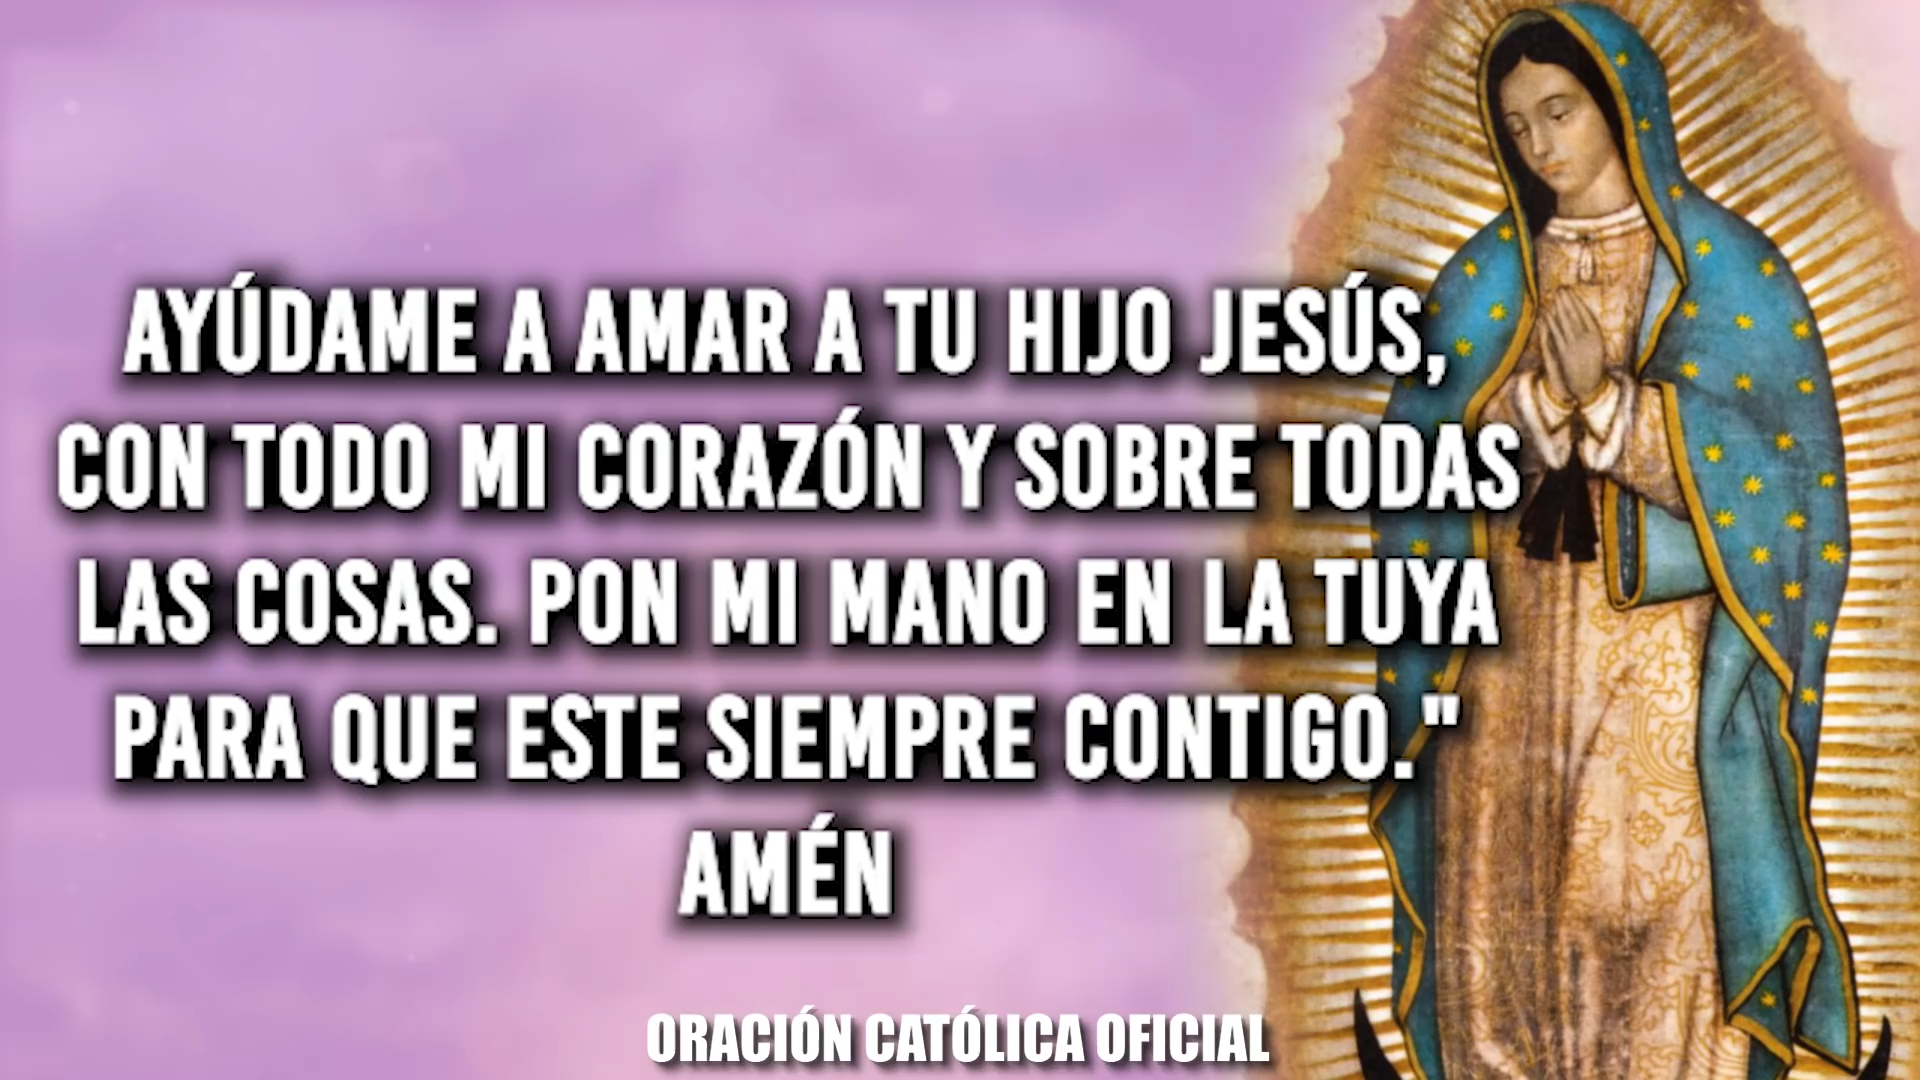 AYÚDAME A AMAR A TU HIJO JESÚS,
CON TODO MI CORAZÓN Y SOBRE TODAS
LAS COSAS. PON MI MANO EN LA TUYA
PARA QUE ESTE SIEMPRE CONTIGO."
AMÉN
ORACIÓN CATÓLICA OFICIAL